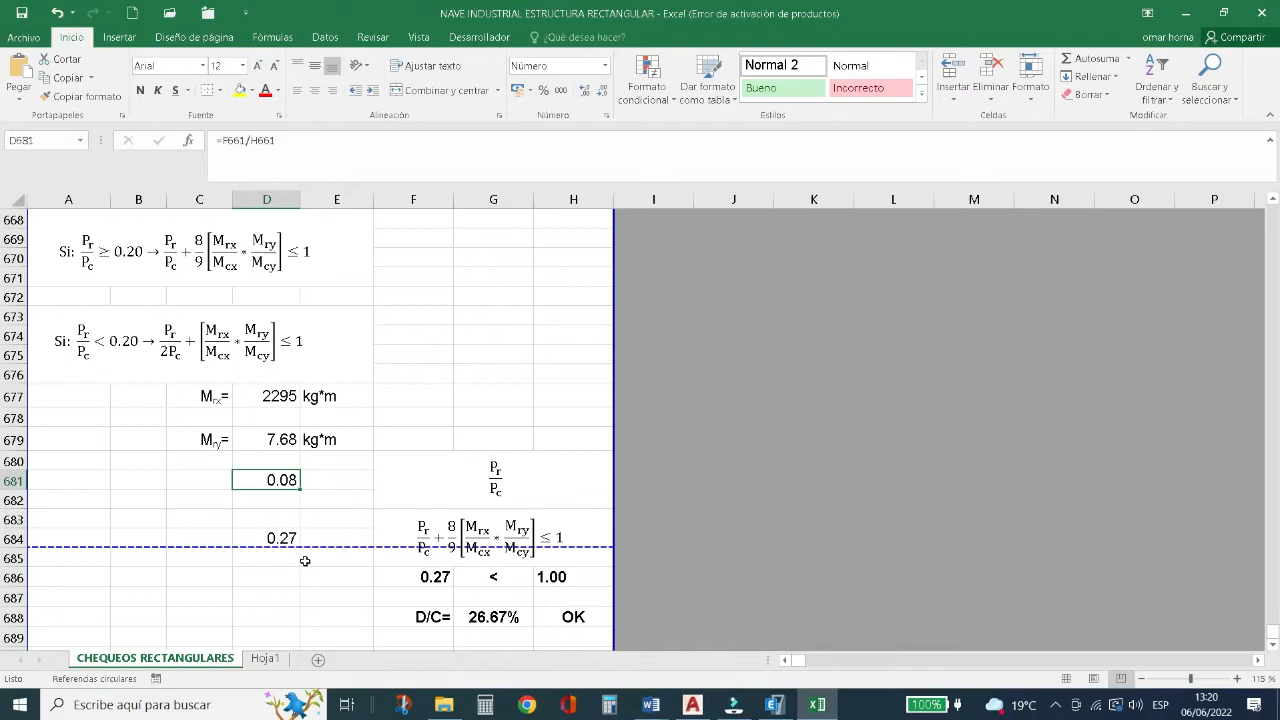 NAVE INDUSTRIAL ESTRUCTURA RECTANGULAR - Excel (Error de activación de productos)
Archivo Inicio Insertar Diseño de página Fórmulas Datos Revisar Vista Desarrollador ¿Qué desea hacer? omar horna Compartir
Pegar Cortar Copiar Copiar formato
Arial 12
N K S
Ajustar texto
Combinar y centrar
Número
% 000
Formato condicional Dar formato como tabla
Normal 2 Normal
Bueno Incorrecto
Insertar Eliminar Formato
Autosuma Rellenar Borrar
Ordenar y filtrar Buscar y seleccionar
Portapapeles Fuente Alineación Número Estilos Celdas Modificar
D681 fx =F661/H661
A B C D E F G H I J K L M N O P
668
669
670 Si: Pr/Pc ≥ 0.20 → Pr/Pc + 8/9 [Mrx/Mcx * Mry/Mcy] ≤ 1
671
672
673
674 Si: Pr/Pc < 0.20 → Pr/2Pc + [Mrx/Mcx * Mry/Mcy] ≤ 1
675
676
677 Mrx= 2295 kg*m
678
679 Mry= 7.68 kg*m
680
681 0.08 Pr/Pc
682
683
684 0.27 Pr/Pc + 8/9 [Mrx/Mcx * Mry/Mcy] ≤ 1
685
686 0.27 < 1.00
687
688 D/C= 26.67% OK
689
CHEQUEOS RECTANGULARES Hoja1
Listo Referencias circulares 115 %
Escribe aquí para buscar 100% 19°C ESP 13:20
06/06/2022